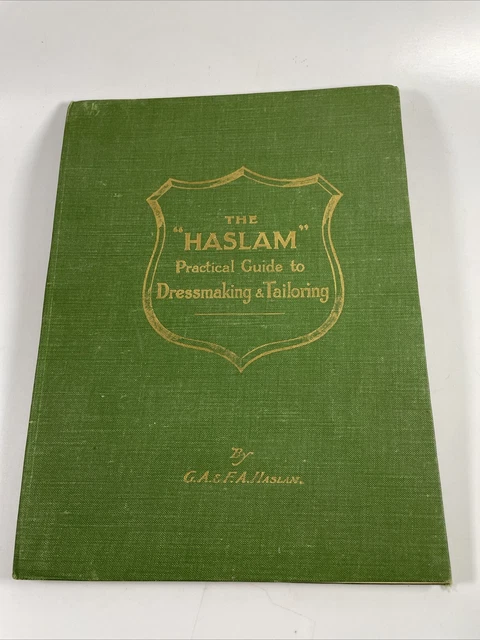 THE
"HASLAM"
Practical Guide to
Dressmaking & Tailoring
By
G. A. & F. A. HASLAM.